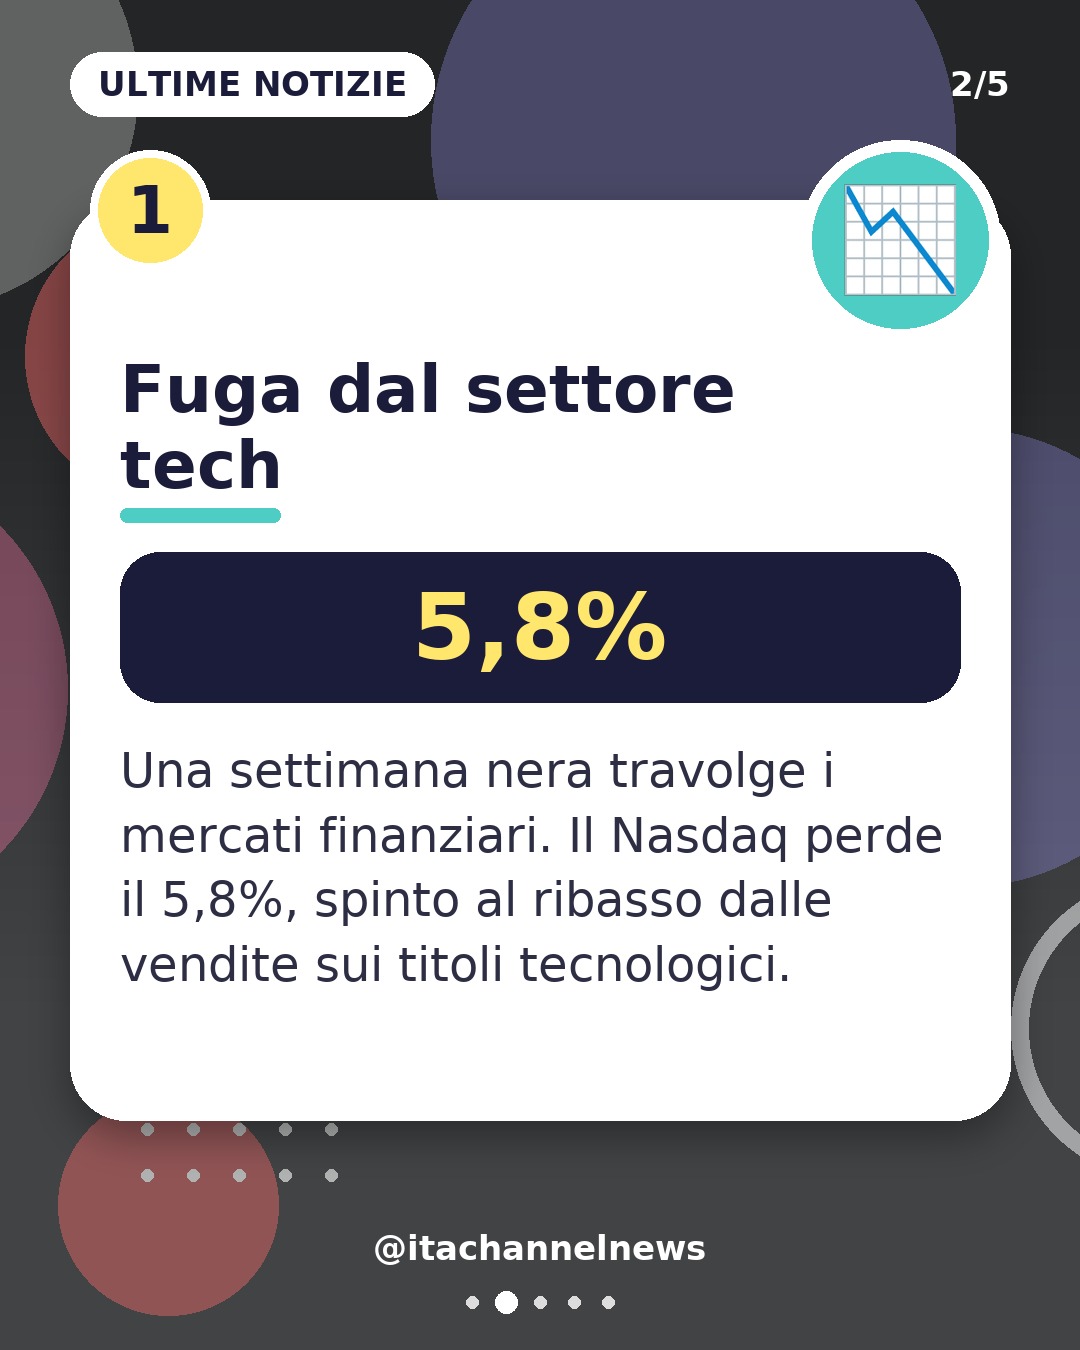 ULTIME NOTIZIE
2/5
1
Fuga dal settore
tech
5,8%
Una settimana nera travolge i
mercati finanziari. Il Nasdaq perde
il 5,8%, spinto al ribasso dalle
vendite sui titoli tecnologici.
@itachannelnews